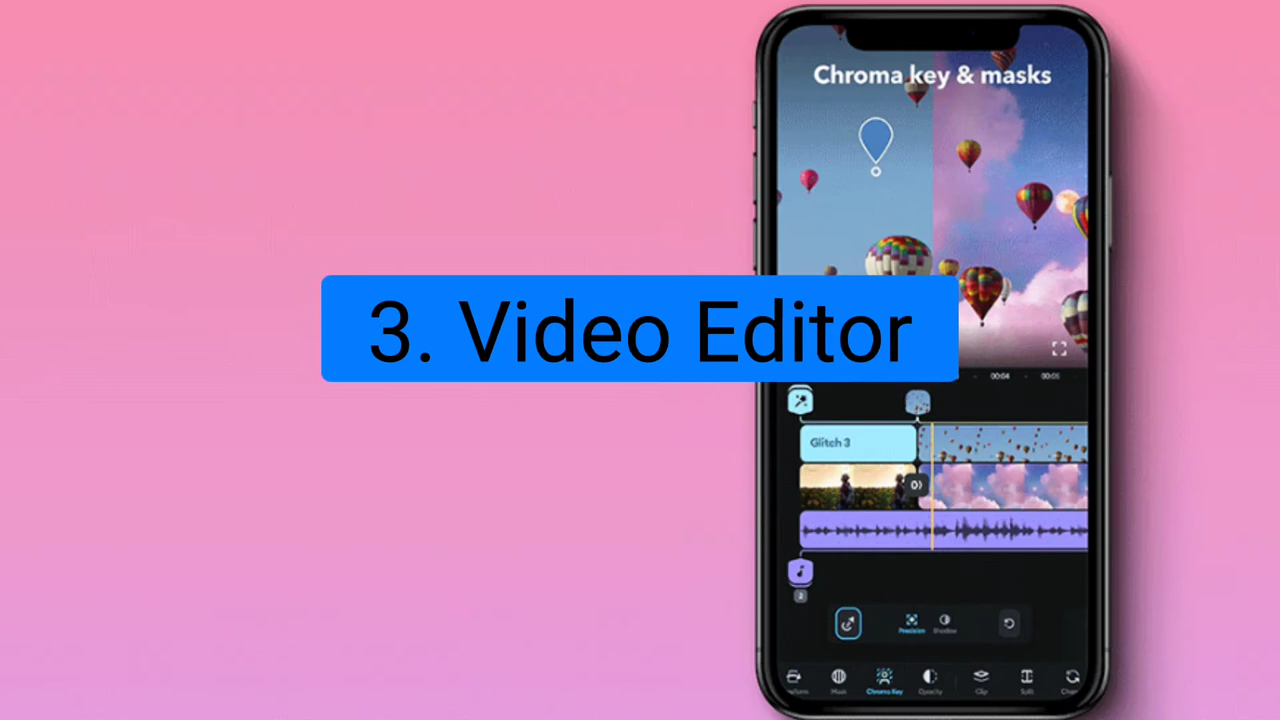 Chroma key & masks
3. Video Editor
00:04
00:05
Glitch 3
2
Precision
Shadow
Mask
Chroma Key
Opacity
Clip
Split